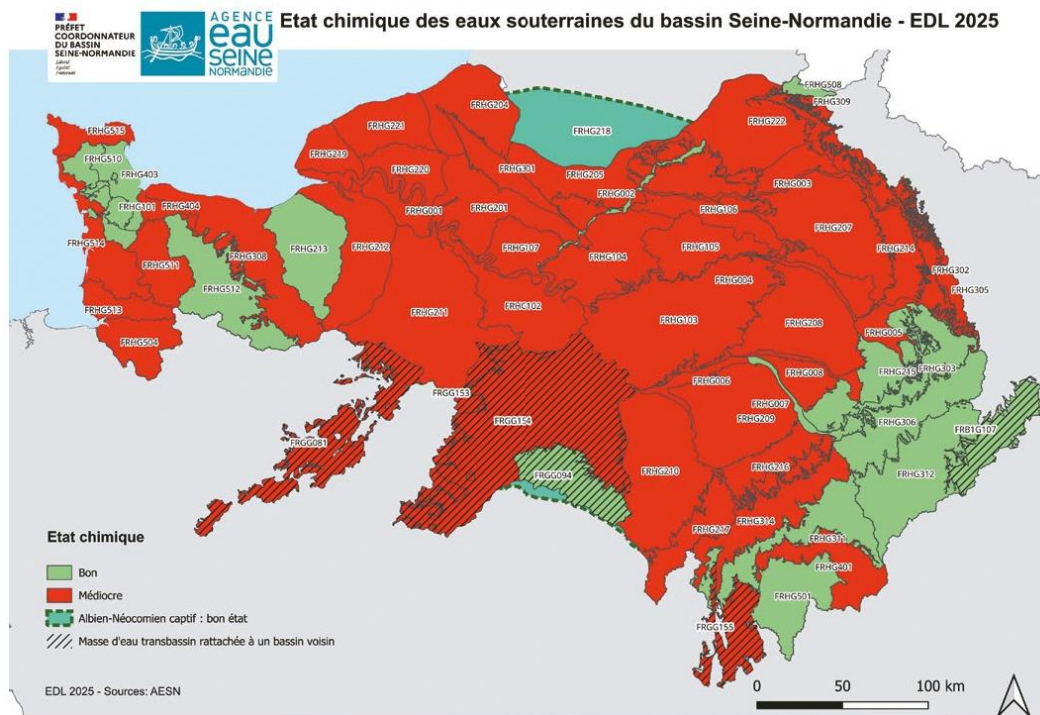 PRÉFET
COORDONNATEUR
DU BASSIN
SEINE-NORMANDIE
Liberté
Égalité
Fraternité
AGENCE
eau
SEINE
NORMANDIE
Etat chimique des eaux souterraines du bassin Seine-Normandie - EDL 2025
FRHG508
FRHG309
FRHG204
FRHG222
FRHG515
FRHG221
FRHG218
FRHG219
FRHG510
FRHG403
FRHG220
FRHG301
FRHG205
FRHG003
FRHG002
FRHG101
FRHG404
FRHG001
FRHG201
FRHG106
FRHG207
FRHG514
FRHG308
FRHG213
FRHG212
FRHG107
FRHG105
FRHG214
FRHG104
FRHG511
FRHG302
FRHG004
FRHG512
FRHG305
FRHG513
FRHG211
FRHC102
FRHG103
FRHG208
FRHG005
FRHG504
FRHG215
FRHG303
FRHG008
FRHG006
FRGG153
FRHG007
FRHG209
FRGG154
FRHG306
FRB1G107
FRGG081
FRHG210
FRHG216
FRGG094
FRHG312
FRHG217
FRHG314
FRHG311
FRHG401
FRHG501
FRGG155
Etat chimique
Bon
Médiocre
Albien-Néocomien captif : bon état
Masse d'eau transbassin rattachée à un bassin voisin
EDL 2025 - Sources: AESN
0 50 100 km